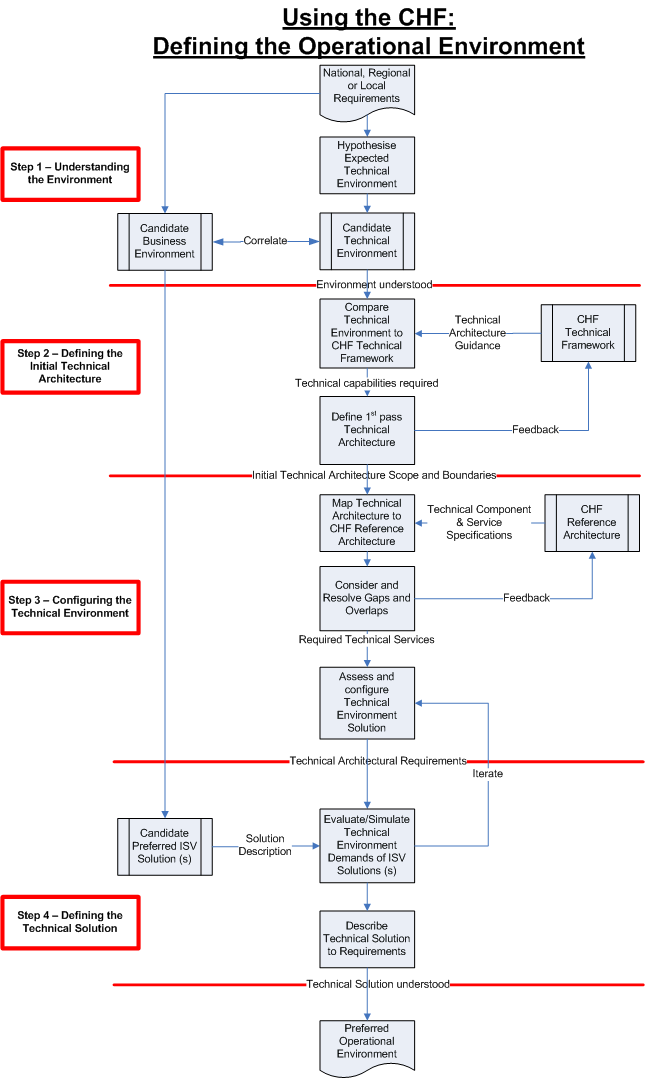 Using the CHF:
Defining the Operational Environment
National, Regional
or Local
Requirements
Step 1 – Understanding
the Environment
Hypothesise
Expected
Technical
Environment
Candidate
Business
Environment
Correlate
Candidate
Technical
Environment
Environment understood
Step 2 – Defining the
Initial Technical
Architecture
Compare
Technical
Environment to
CHF Technical
Framework
Technical
Architecture
Guidance
CHF
Technical
Framework
Technical capabilities required
Define 1st pass
Technical
Architecture
Feedback
Initial Technical Architecture Scope and Boundaries
Map Technical
Architecture to
CHF Reference
Architecture
Technical Component
& Service
Specifications
CHF
Reference
Architecture
Step 3 – Configuring the
Technical Environment
Consider and
Resolve Gaps and
Overlaps
Feedback
Required Technical Services
Assess and
configure
Technical
Environment
Solution
Technical Architectural Requirements
Iterate
Candidate
Preferred ISV
Solution (s)
Solution
Description
Evaluate/Simulate
Technical
Environment
Demands of ISV
Solutions (s)
Step 4 – Defining the
Technical Solution
Describe
Technical Solution
to Requirements
Technical Solution understood
Preferred
Operational
Environment